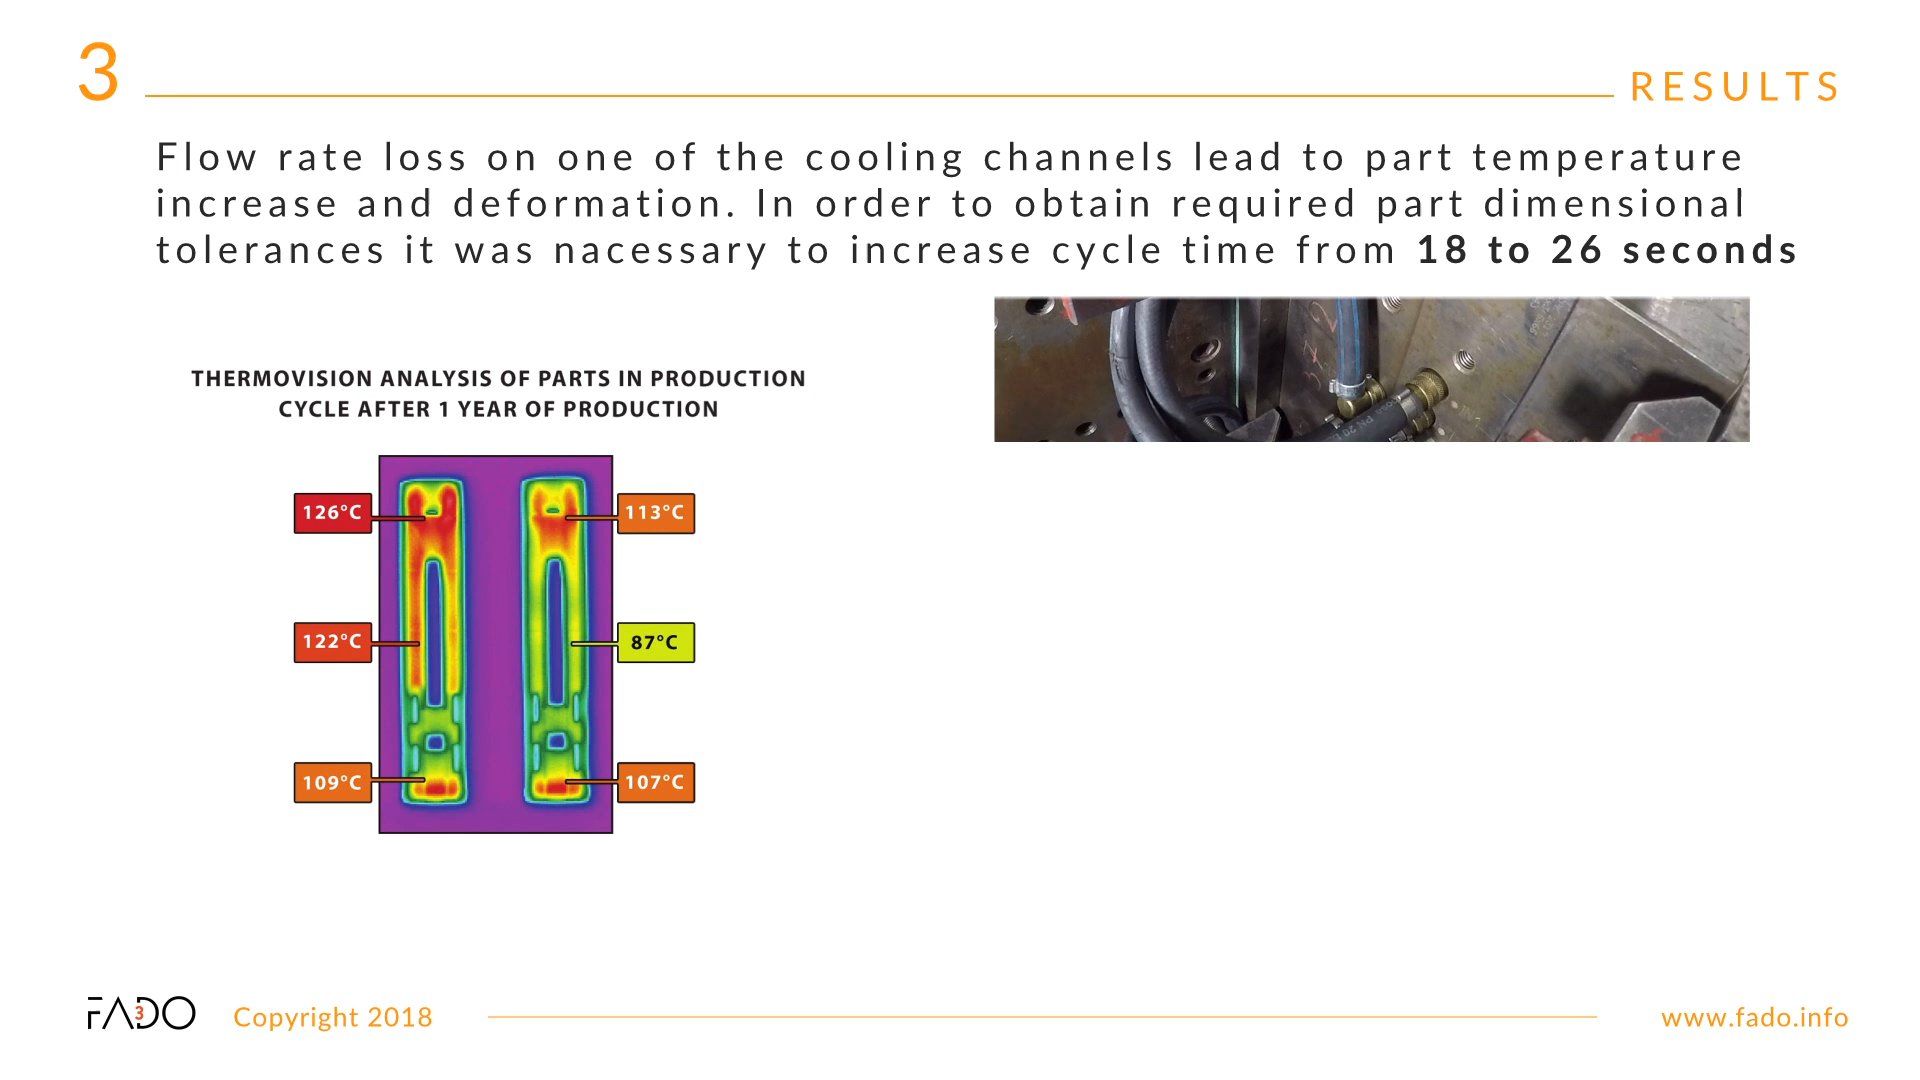 3
RESULTS
Flow rate loss on one of the cooling channels lead to part temperature
increase and deformation. In order to obtain required part dimensional
tolerances it was nacessary to increase cycle time from 18 to 26 seconds
THERMOVISION ANALYSIS OF PARTS IN PRODUCTION
CYCLE AFTER 1 YEAR OF PRODUCTION
126°C
113°C
122°C
87°C
109°C
107°C
PN 20
FADO
3
Copyright 2018
www.fado.info